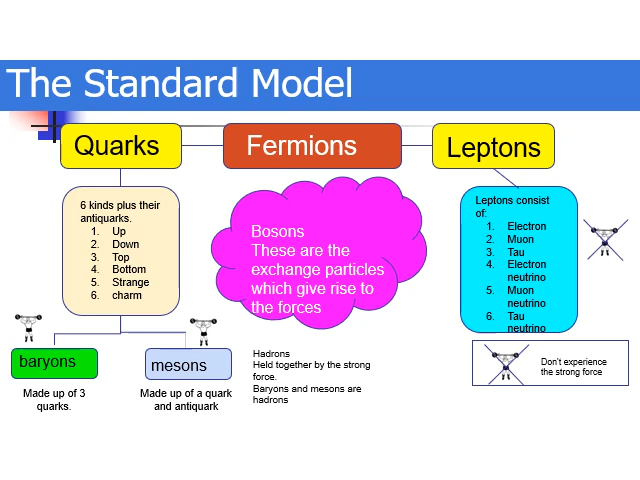 The Standard Model
Quarks
Fermions
Leptons
6 kinds plus their
antiquarks.
1. Up
2. Down
3. Top
4. Bottom
5. Strange
6. charm
Bosons
These are the
exchange particles
which give rise to
the forces
Leptons consist
of:
1. Electron
2. Muon
3. Tau
4. Electron
neutrino
5. Muon
neutrino
6. Tau
neutrino
baryons
mesons
Made up of 3
quarks.
Made up of a quark
and antiquark
Hadrons
Held together by the strong
force.
Baryons and mesons are
hadrons
Don't experience
the strong force